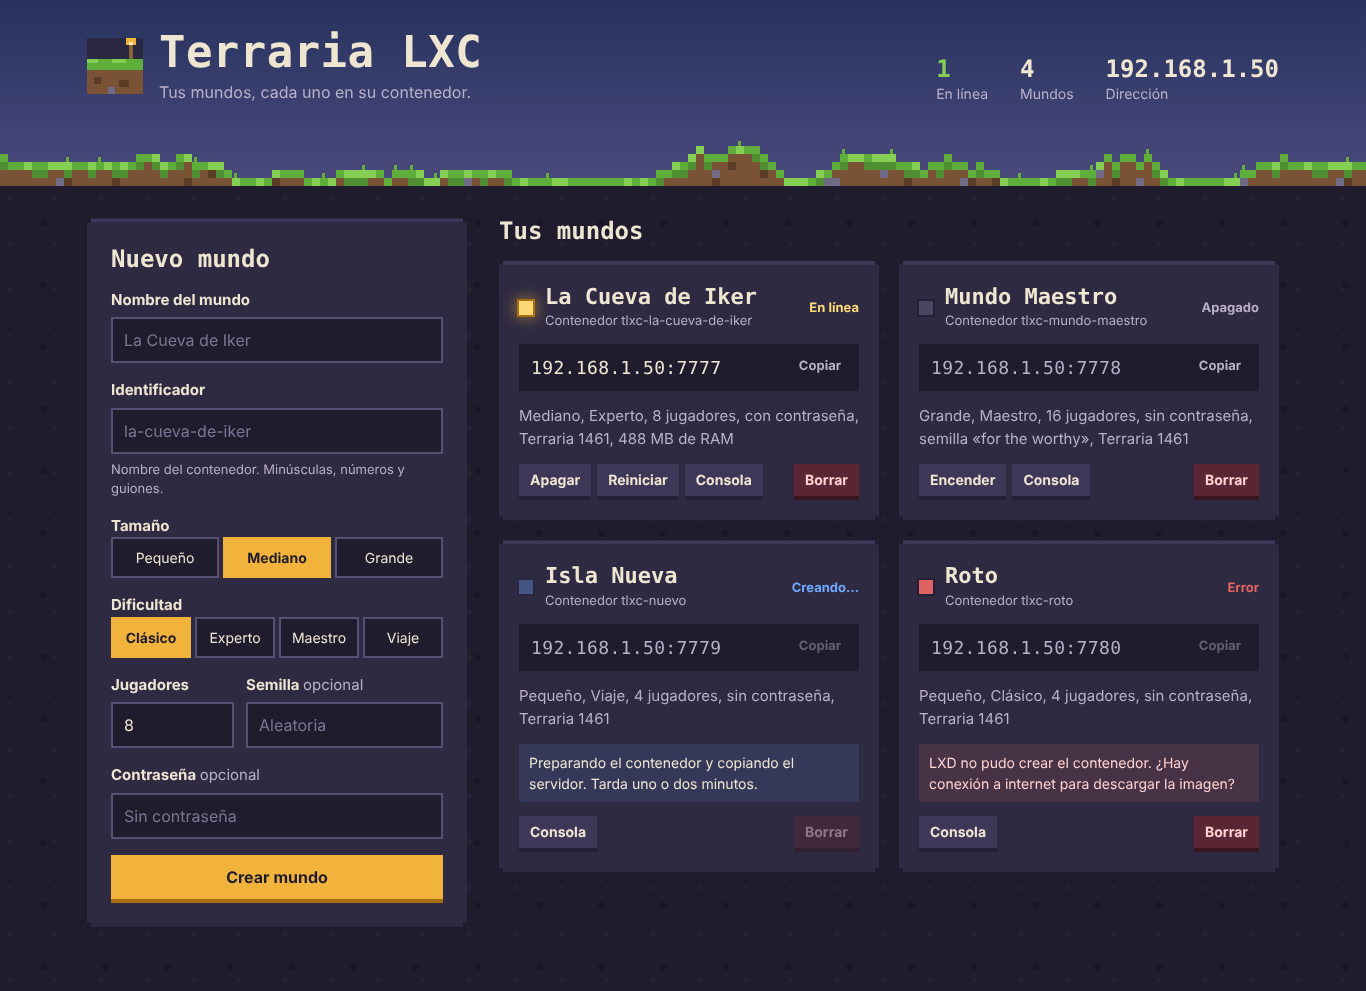 Terraria LXC
Tus mundos, cada uno en su contenedor.
1
En línea
4
Mundos
192.168.1.50
Dirección
Nuevo mundo
Nombre del mundo
La Cueva de Iker
Identificador
la-cueva-de-iker
Nombre del contenedor. Minúsculas, números y
guiones.
Tamaño
Pequeño
Mediano
Grande
Dificultad
Clásico
Experto
Maestro
Viaje
Jugadores
8
Semilla opcional
Aleatoria
Contraseña opcional
Sin contraseña
Crear mundo
Tus mundos
La Cueva de Iker
Contenedor tlxc-la-cueva-de-iker
En línea
192.168.1.50:7777
Copiar
Mediano, Experto, 8 jugadores, con contraseña,
Terraria 1461, 488 MB de RAM
Apagar
Reiniciar
Consola
Borrar
Mundo Maestro
Contenedor tlxc-mundo-maestro
Apagado
192.168.1.50:7778
Copiar
Grande, Maestro, 16 jugadores, sin contraseña,
semilla «for the worthy», Terraria 1461
Encender
Consola
Borrar
Isla Nueva
Contenedor tlxc-nuevo
Creando...
192.168.1.50:7779
Copiar
Pequeño, Viaje, 4 jugadores, sin contraseña,
Terraria 1461
Preparando el contenedor y copiando el
servidor. Tarda uno o dos minutos.
Consola
Borrar
Roto
Contenedor tlxc-roto
Error
192.168.1.50:7780
Copiar
Pequeño, Clásico, 4 jugadores, sin contraseña,
Terraria 1461
LXD no pudo crear el contenedor. ¿Hay
conexión a internet para descargar la imagen?
Consola
Borrar